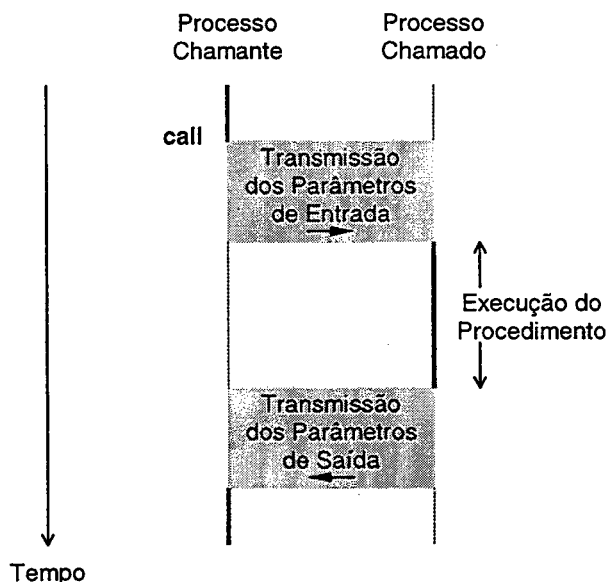 Processo
Chamante
Processo
Chamado
call
Transmissão
dos Parâmetros
de Entrada
Execução do
Procedimento
Transmissão
dos Parâmetros
de Saída
Tempo